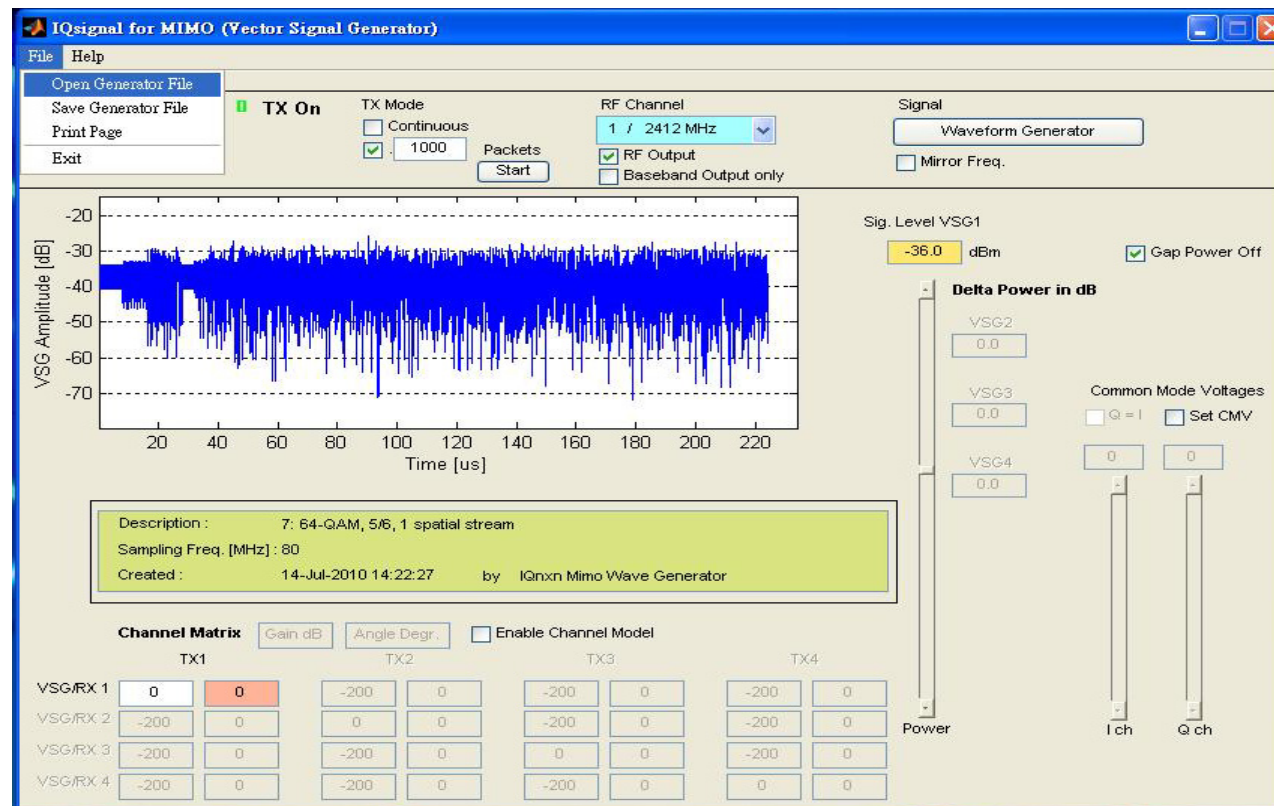 IQsignal for MIMO (Vector Signal Generator)
File Help
Open Generator File
Save Generator File
Print Page
Exit
TX On
TX Mode
Continuous
1000
Packets
Start
RF Channel
1 / 2412 MHz
RF Output
Baseband Output only
Signal
Waveform Generator
Mirror Freq.
VSG Amplitude [dB]
-20
-30
-40
-50
-60
-70
20 40 60 80 100 120 140 160 180 200 220
Time [us]
Sig. Level VSG1
-36.0 dBm
Gap Power Off
Delta Power in dB
VSG2
0.0
VSG3
0.0
VSG4
0.0
Common Mode Voltages
Q = I Set CMV
0 0
Power
I ch Q ch
Description : 7: 64-QAM, 5/6, 1 spatial stream
Sampling Freq. [MHz] : 80
Created : 14-Jul-2010 14:22:27 by IQnxn Mimo Wave Generator
Channel Matrix Gain dB Angle Degr. Enable Channel Model
TX1 TX2 TX3 TX4
VSG/RX 1 0 0 -200 0 -200 0 -200 0
VSG/RX 2 -200 0 0 0 -200 0 -200 0
VSG/RX 3 -200 0 -200 0 0 0 -200 0
VSG/RX 4 -200 0 -200 0 -200 0 0 0